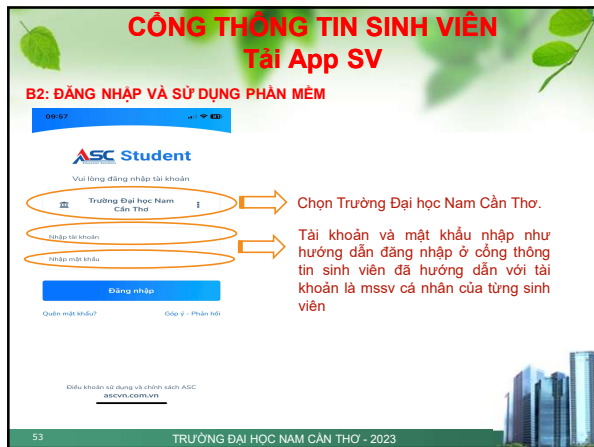 CỔNG THÔNG TIN SINH VIÊN
Tải App SV
B2: ĐĂNG NHẬP VÀ SỬ DỤNG PHẦN MỀM
09:57
ASC Student
Vui lòng đăng nhập tài khoản
Trường Đại học Nam
Cần Thơ
Chọn Trường Đại học Nam Cần Thơ.
Nhập tài khoản
Nhập mật khẩu
Tài khoản và mật khẩu nhập như
hướng dẫn đăng nhập ở cổng thông
tin sinh viên đã hướng dẫn với tài
khoản là mssv cá nhân của từng sinh
viên
Đăng nhập
Quên mật khẩu?
Góp ý - Phản hồi
Điều khoản sử dụng và chính sách ASC
ascvn.com.vn
53
TRƯỜNG ĐẠI HỌC NAM CẦN THƠ - 2023